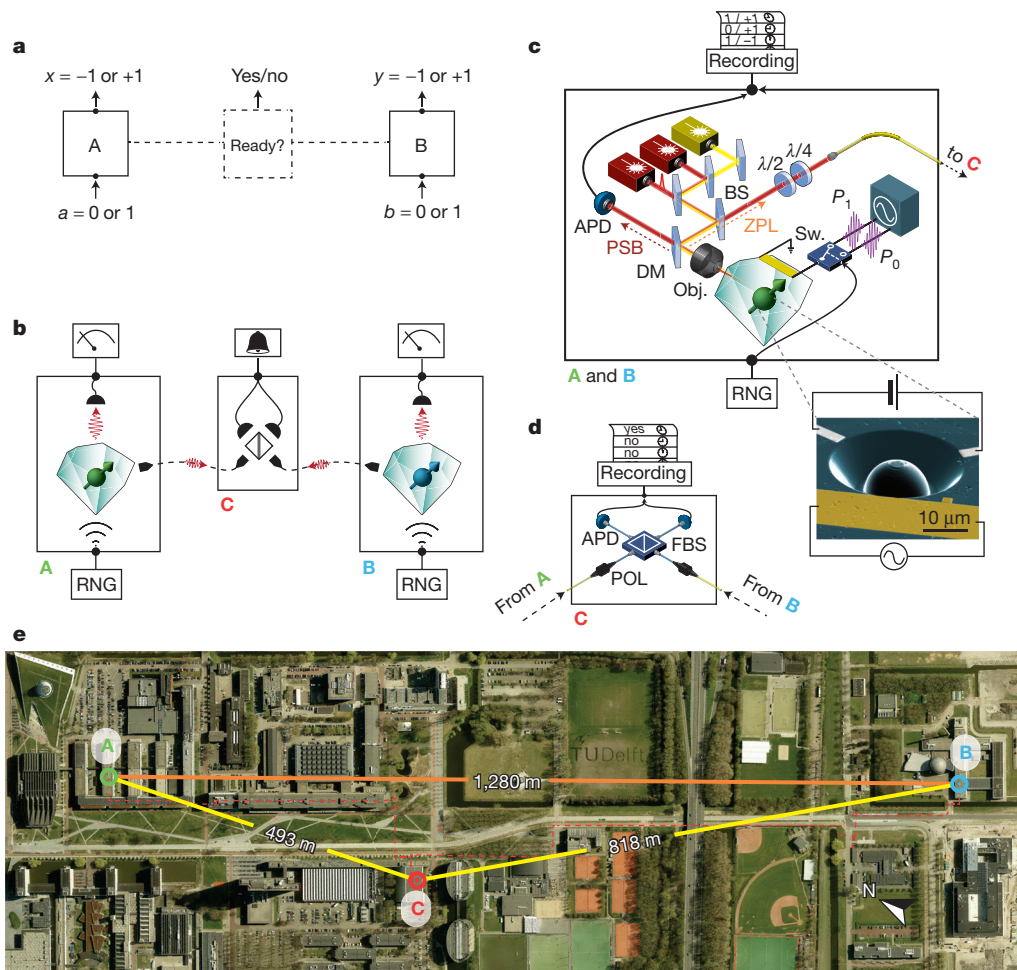 a
x = −1 or +1
Yes/no
y = −1 or +1
A
Ready?
B
a = 0 or 1
b = 0 or 1
b
A
RNG
C
B
RNG
c
1 / +1
0 / +1
1 / −1
Recording
λ/2
λ/4
to C
BS
APD
PSB
ZPL
DM
Obj.
Sw.
P1
P0
A and B
RNG
10 μm
d
yes
no
no
Recording
APD
FBS
POL
From A
From B
C
e
A
B
TUDelft
1,280 m
493 m
818 m
C
N